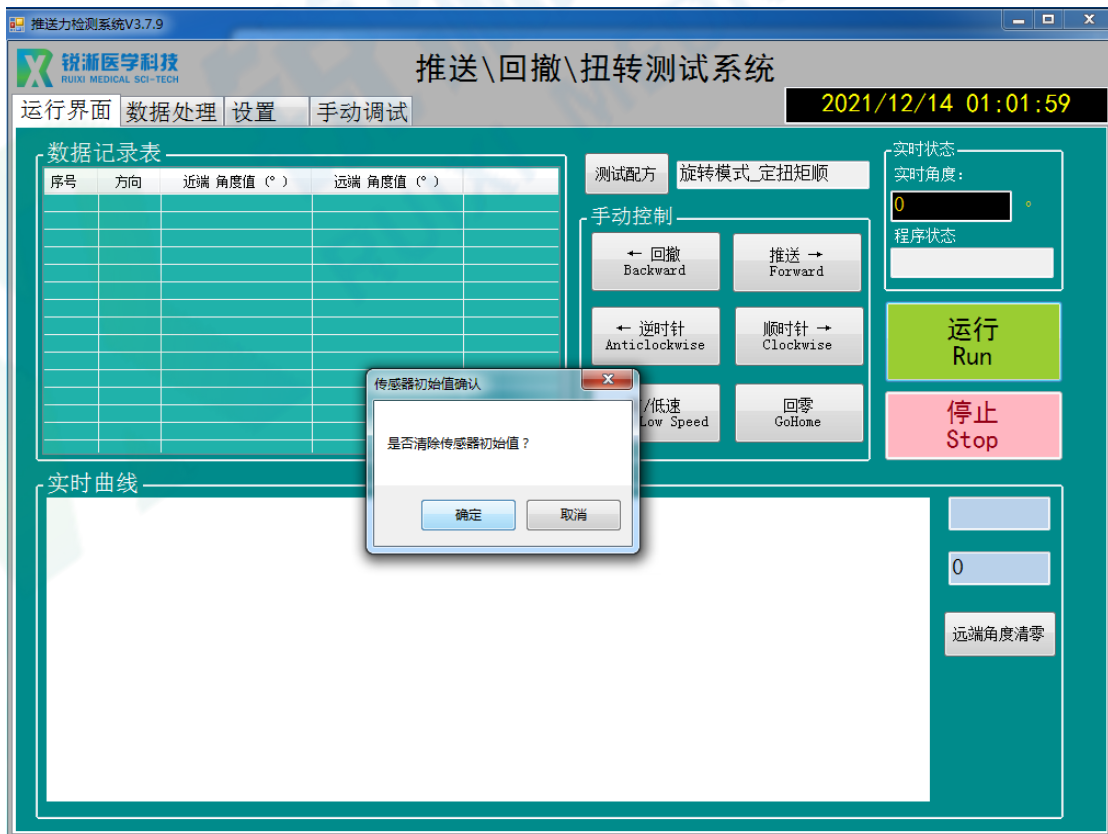 推送力检测系统V3.7.9
锐浙医学科技
RUIXI MEDICAL SCI-TECH
推送\回撤\扭转测试系统
运行界面 数据处理 设置 手动调试
2021/12/14 01:01:59
数据记录表
序号 方向 近端 角度值 (°) 远端 角度值 (°)
测试配方 旋转模式_定扭矩顺
手动控制
← 回撤
Backward
推送 →
Forward
← 逆时针
Anticlockwise
顺时针 →
Clockwise
/低速
Low Speed
回零
GoHome
实时状态
实时角度:
0 °
程序状态
运行
Run
停止
Stop
传感器初始值确认
是否清除传感器初始值?
确定 取消
实时曲线
0
远端角度清零